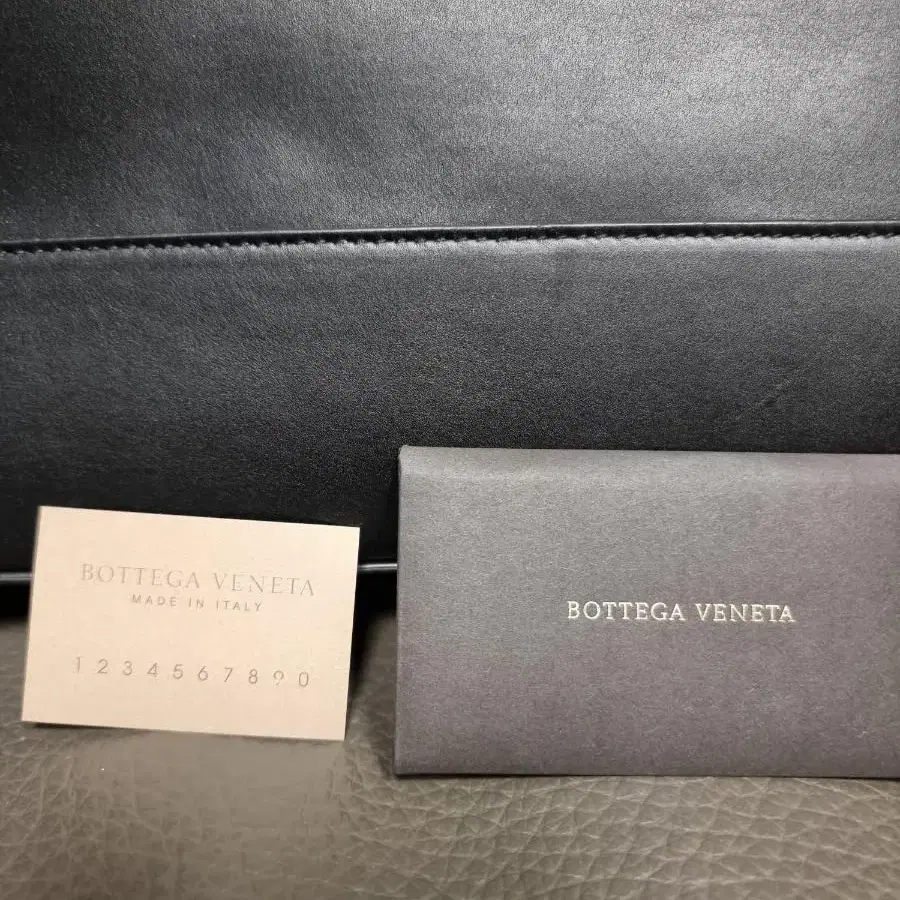 BOTTEGA VENETA
MADE IN ITALY
1 2 3 4 5 6 7 8 9 0
BOTTEGA VENETA